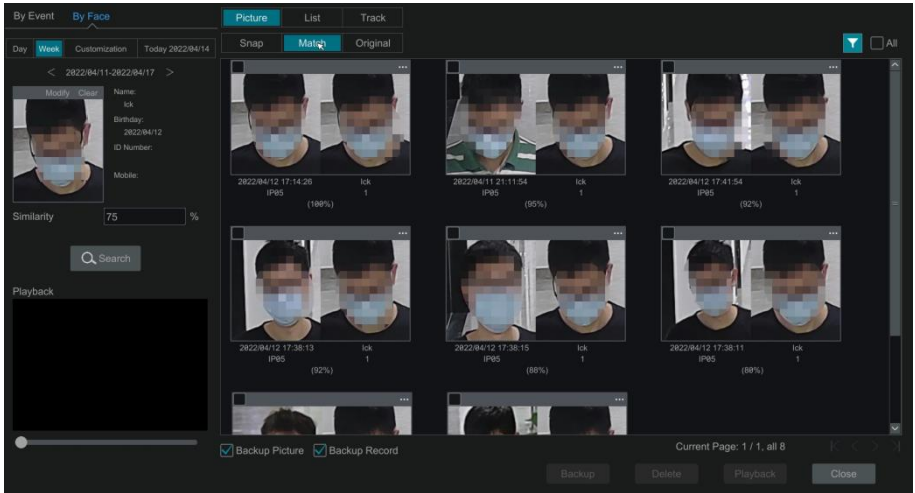 By Event By Face
Day Week Customization Today 2022/04/14
< 2022/04/11-2022/04/17 >
Modify Clear
Name:
lck
Birthday:
2022/04/12
ID Number:
Mobile:
Similarity 75 %
Search
Playback
Picture List Track
Snap Match Original
All
2022/04/12 17:14:26 lck
IP05 1
(100%)
2022/04/11 21:11:54 lck
IP05 1
(95%)
2022/04/12 17:41:54 lck
IP05 1
(92%)
2022/04/12 17:38:13 lck
IP05 1
(92%)
2022/04/12 17:38:15 lck
IP05 1
(88%)
2022/04/12 17:38:11 lck
IP05 1
(80%)
Backup Picture Backup Record
Current Page: 1 / 1, all 8
Backup Delete Playback Close